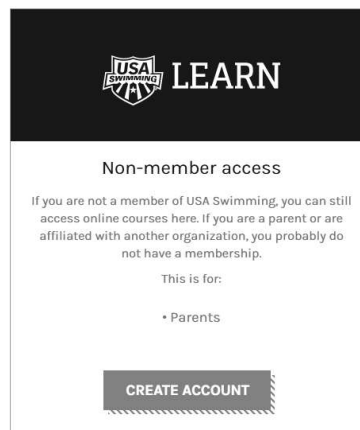 USA
SWIMMING
LEARN
Non-member access
If you are not a member of USA Swimming, you can still
access online courses here. If you are a parent or are
affiliated with another organization, you probably do
not have a membership.
This is for:
• Parents
CREATE ACCOUNT